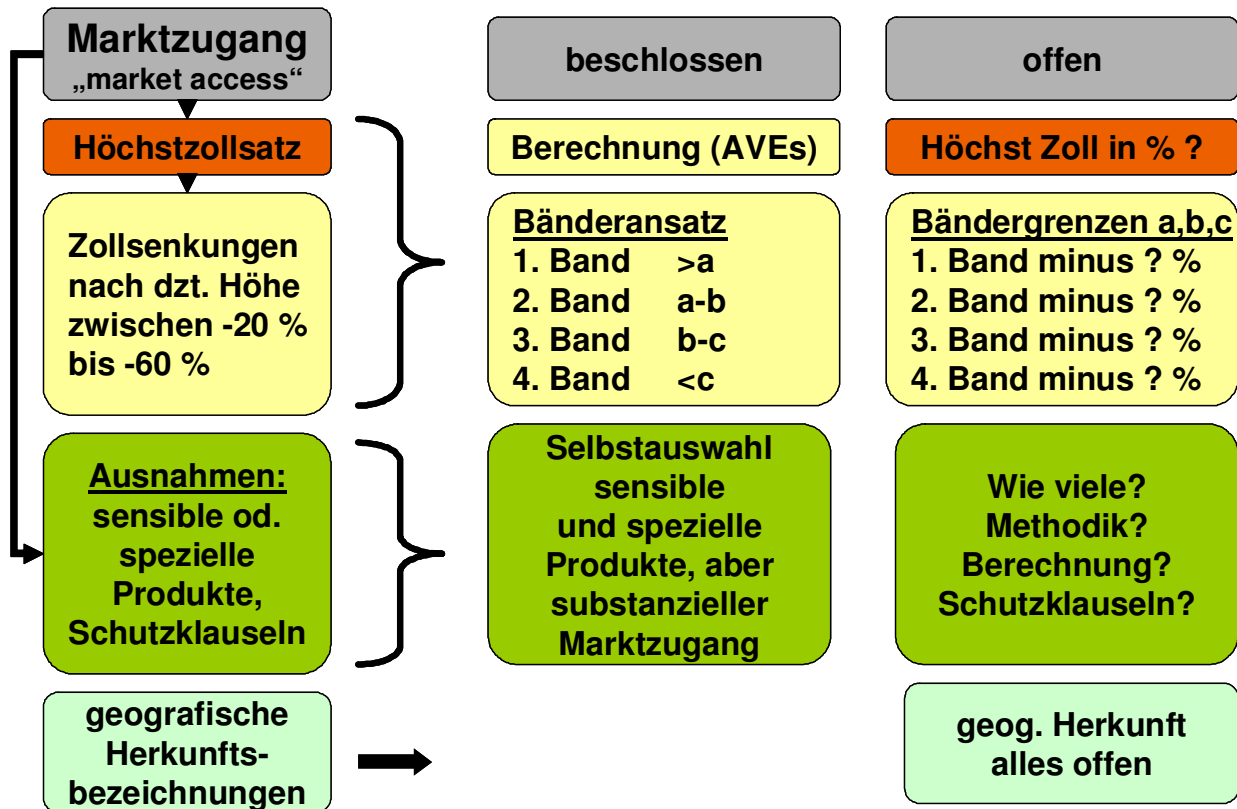 Marktzugang
„market access“
beschlossen
offen
Höchstzollsatz
Berechnung (AVEs)
Höchst Zoll in % ?
Zollsenkungen
nach dzt. Höhe
zwischen -20 %
bis -60 %
Bänderansatz
1. Band >a
2. Band a-b
3. Band b-c
4. Band <c
Bändergrenzen a,b,c
1. Band minus ? %
2. Band minus ? %
3. Band minus ? %
4. Band minus ? %
Ausnahmen:
sensible od.
spezielle
Produkte,
Schutzklauseln
Selbstauswahl
sensible
und spezielle
Produkte, aber
substanzieller
Marktzugang
Wie viele?
Methodik?
Berechnung?
Schutzklauseln?
geografische
Herkunfts-
bezeichnungen
geog. Herkunft
alles offen